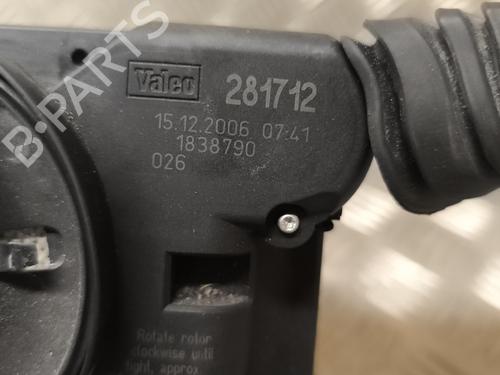 B-PARTS
Valeo 281712
15.12.2006 07:41
1838790
026
Rotate rotor
clockwise until
tight, approx